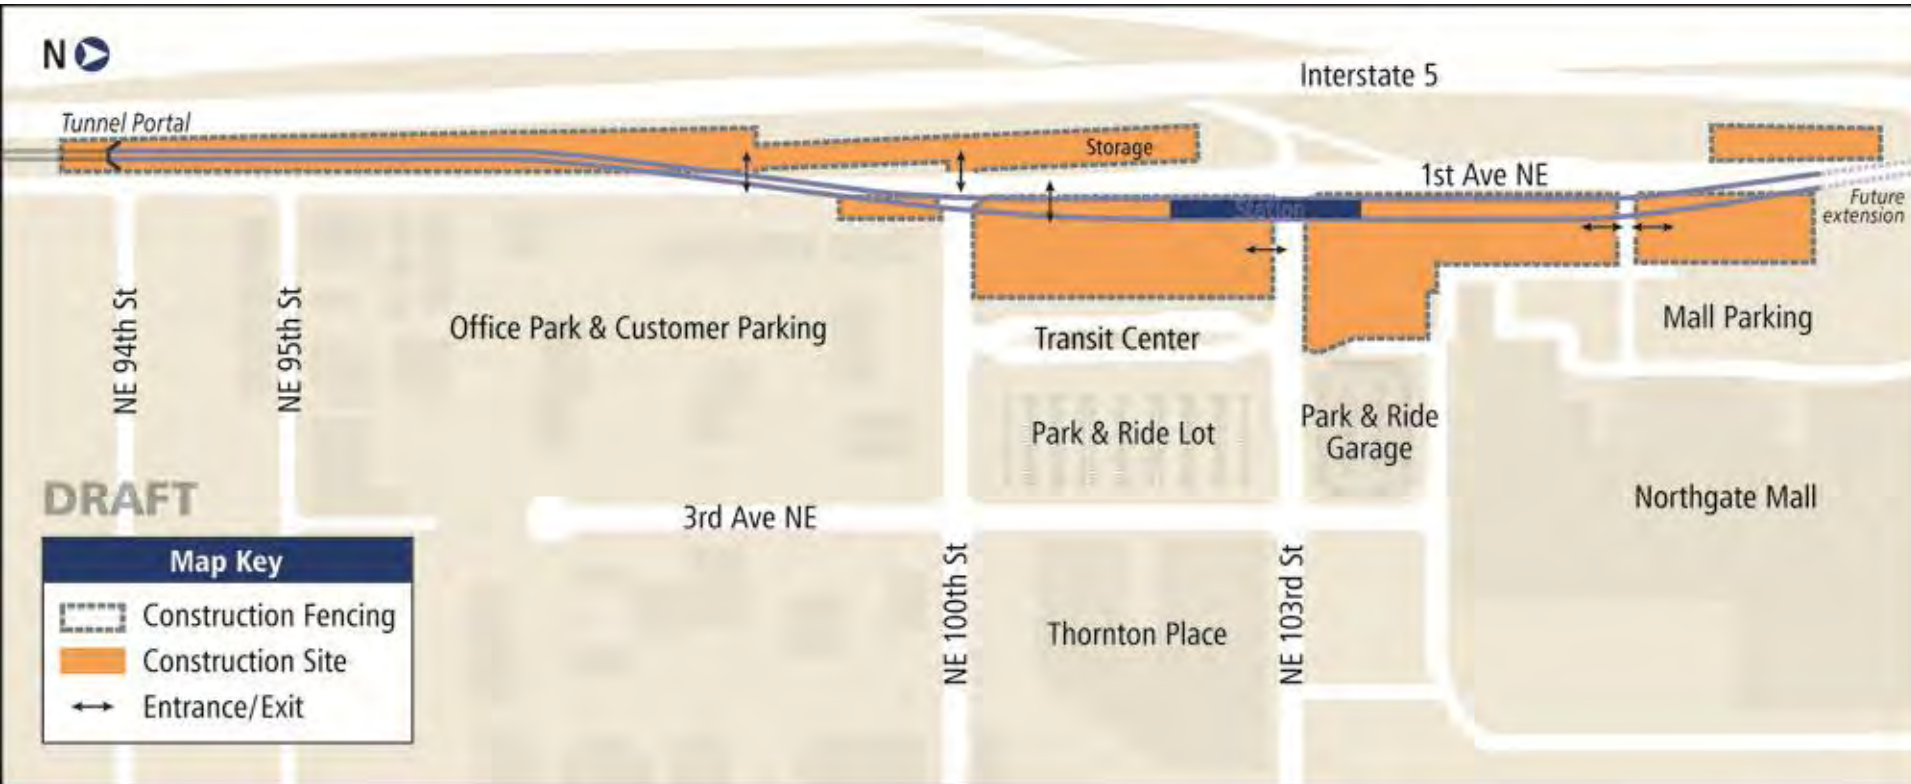 N
Interstate 5
Tunnel Portal
Storage
1st Ave NE
Station
Future
extension
NE 94th St
NE 95th St
Office Park & Customer Parking
Transit Center
Mall Parking
Park & Ride Lot
Park & Ride
Garage
Northgate Mall
DRAFT
3rd Ave NE
NE 100th St
NE 103rd St
Thornton Place
Map Key
Construction Fencing
Construction Site
Entrance/Exit